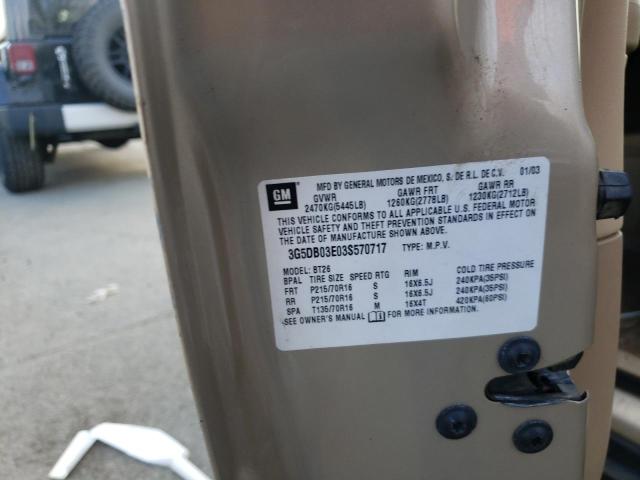 GM
MFD BY GENERAL MOTORS DE MEXICO, S. DE R.L. DE C.V. 01/03
GVWR GAWR FRT GAWR RR
2470KG(5445LB) 1260KG(2778LB) 1230KG(2712LB)
THIS VEHICLE CONFORMS TO ALL APPLICABLE U.S. FEDERAL MOTOR
VEHICLE SAFETY AND THEFT PREVENTION STANDARDS IN EFFECT ON
THE DATE OF MANUFACTURE SHOWN ABOVE.
3G5DB03E03S570717 TYPE: M.P.V.
MODEL: BT26
BPAL TIRE SIZE SPEED RTG RIM COLD TIRE PRESSURE
FRT P215/70R16 S 16X6.5J 240KPA(35PSI)
RR P215/70R16 S 16X6.5J 240KPA(35PSI)
SPA T135/70R16 M 16X4T 420KPA(60PSI)
SEE OWNER'S MANUAL FOR MORE INFORMATION.